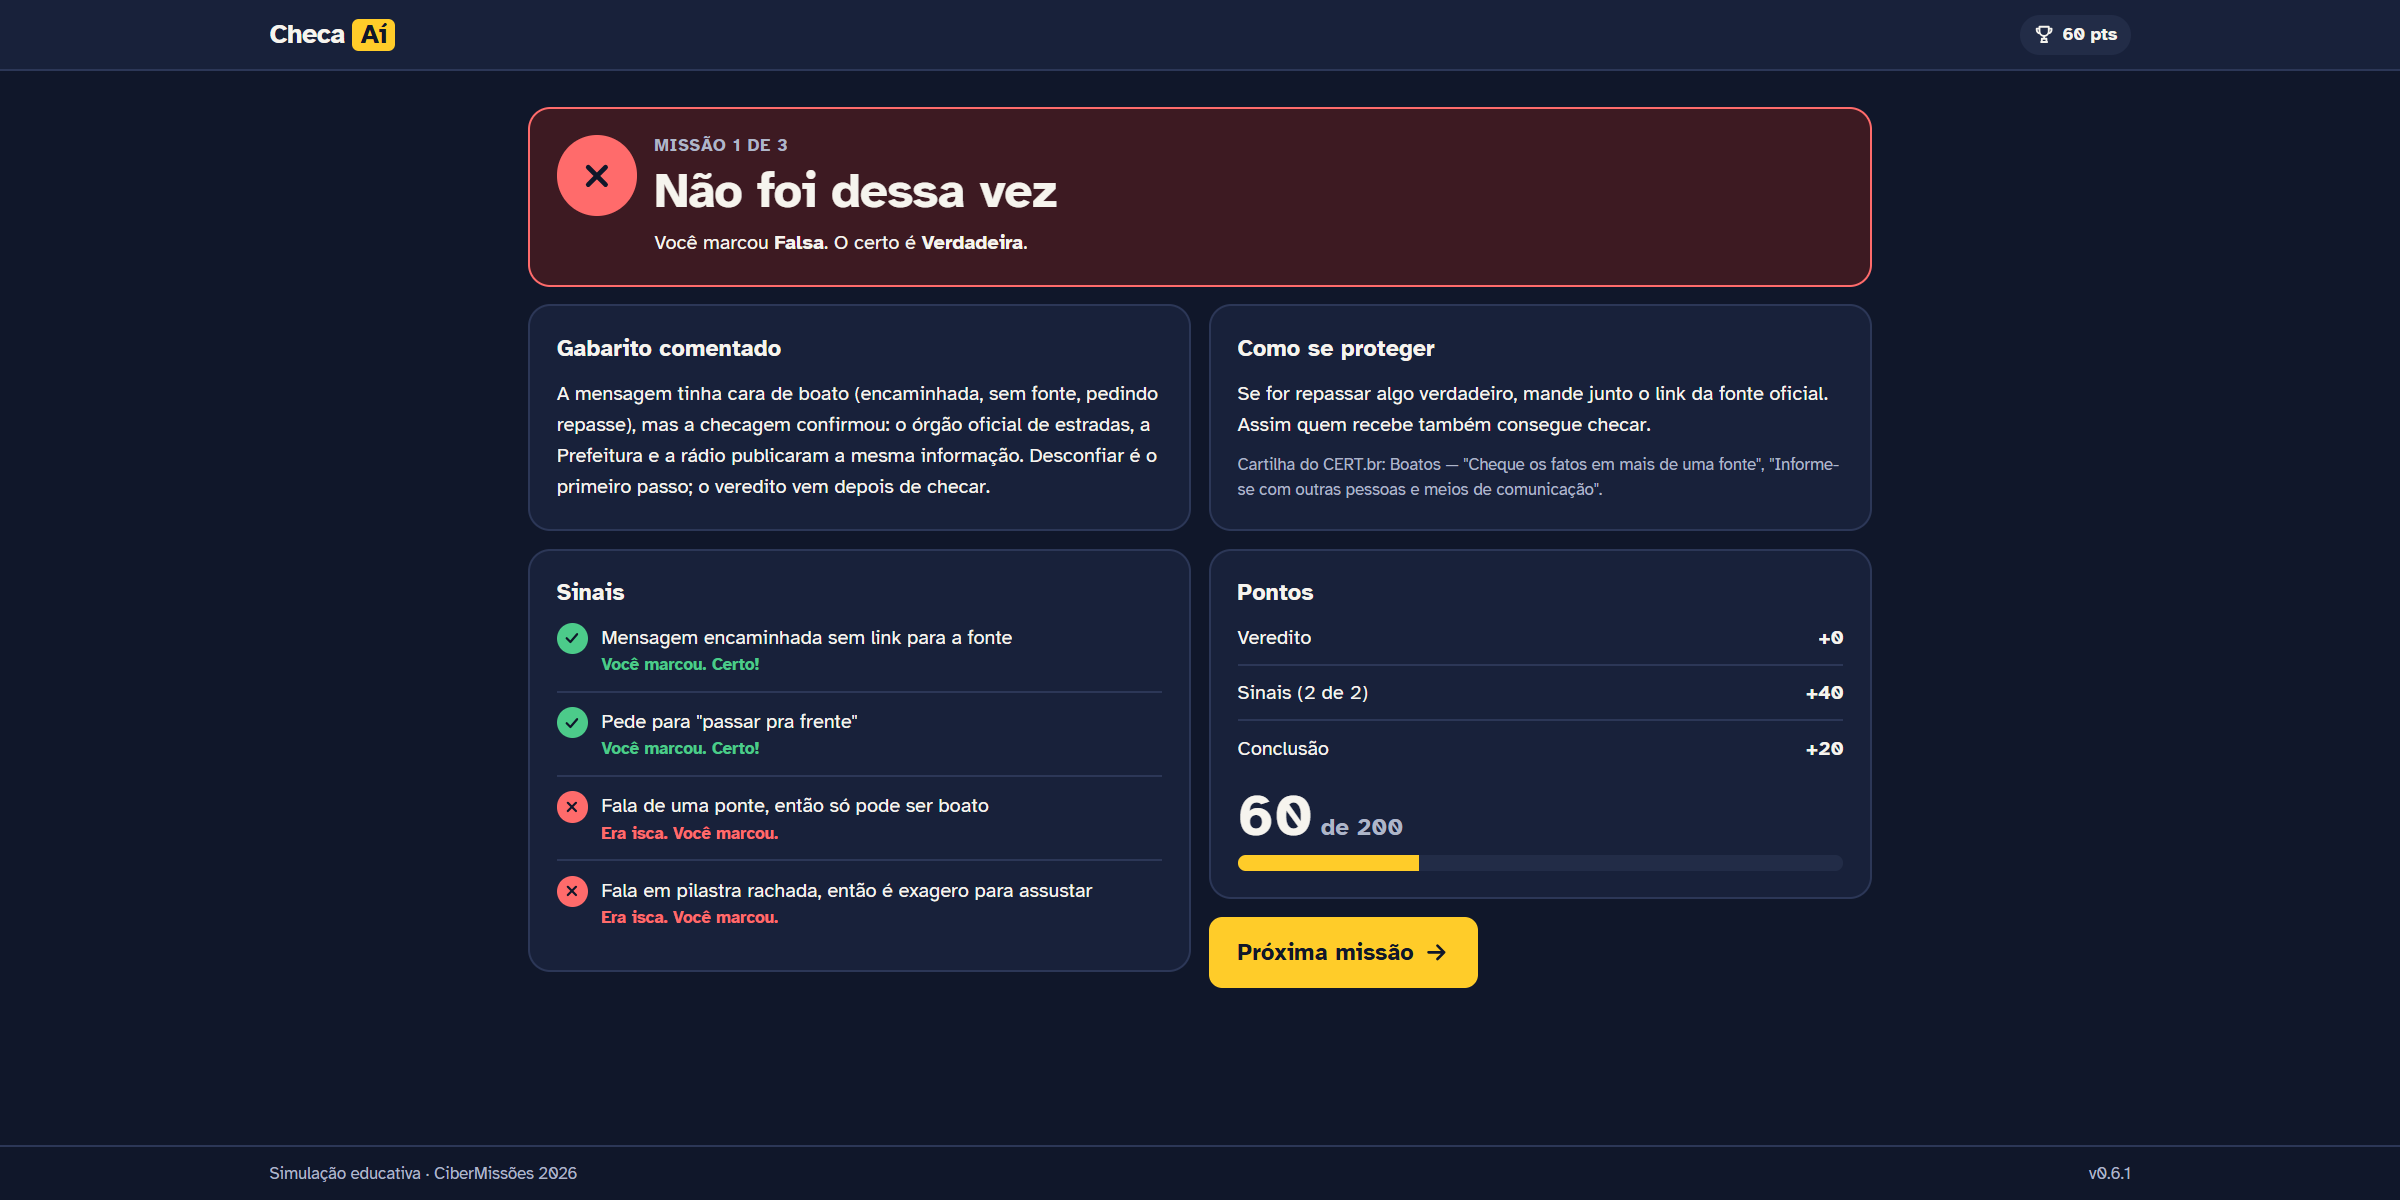 Checa Aí
60 pts
MISSÃO 1 DE 3
Não foi dessa vez
Você marcou Falsa. O certo é Verdadeira.
Gabarito comentado
A mensagem tinha cara de boato (encaminhada, sem fonte, pedindo
repasse), mas a checagem confirmou: o órgão oficial de estradas, a
Prefeitura e a rádio publicaram a mesma informação. Desconfiar é o
primeiro passo; o veredito vem depois de checar.
Como se proteger
Se for repassar algo verdadeiro, mande junto o link da fonte oficial.
Assim quem recebe também consegue checar.
Cartilha do CERT.br: Boatos — "Cheque os fatos em mais de uma fonte", "Informe-
se com outras pessoas e meios de comunicação".
Sinais
Mensagem encaminhada sem link para a fonte
Você marcou. Certo!
Pede para "passar pra frente"
Você marcou. Certo!
Fala de uma ponte, então só pode ser boato
Era isca. Você marcou.
Fala em pilastra rachada, então é exagero para assustar
Era isca. Você marcou.
Pontos
Veredito +0
Sinais (2 de 2) +40
Conclusão +20
60 de 200
Próxima missão →
Simulação educativa · CiberMissões 2026
v0.6.1